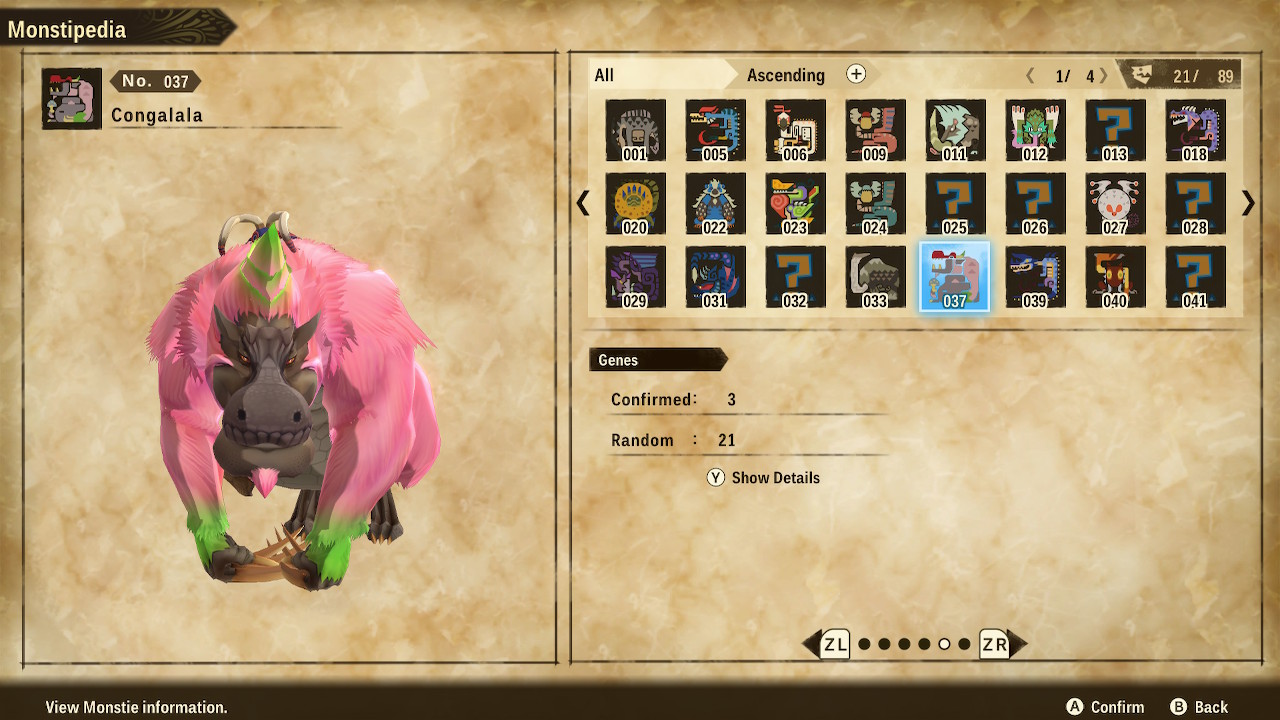 Monstipedia
No. 037
Congalala
All
Ascending +
1/ 4
21/ 89
001 005 006 009 011 012 013 018
020 022 023 024 025 026 027 028
029 031 032 033 037 039 040 041
Genes
Confirmed: 3
Random : 21
Y Show Details
ZL ZR
View Monstie information.
A Confirm B Back